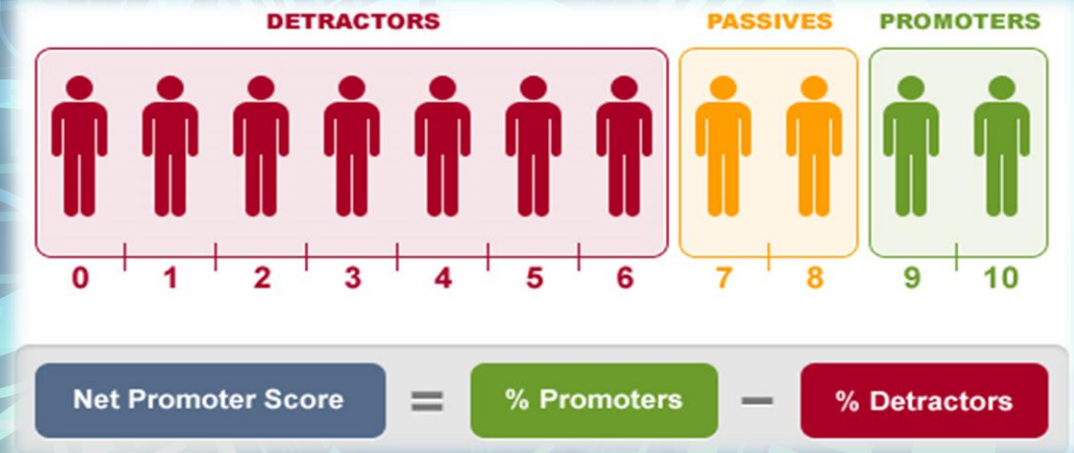 DETRACTORS PASSIVES PROMOTERS
0 1 2 3 4 5 6 7 8 9 10
Net Promoter Score = % Promoters – % Detractors